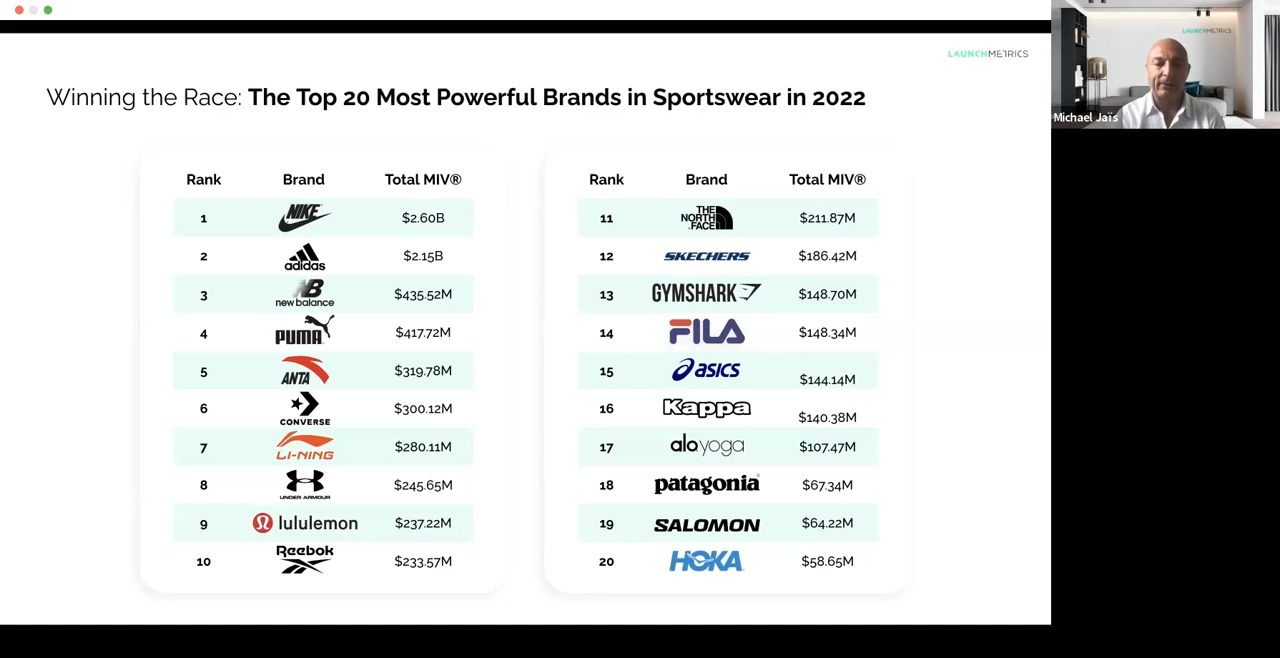 LAUNCHMETRICS
LAUNCHMETRICS
Winning the Race: The Top 20 Most Powerful Brands in Sportswear in 2022
Michael Jaïs
Rank Brand Total MIV®
1 NIKE $2.60B
2 adidas $2.15B
3 NB new balance $435.52M
4 PUMA $417.72M
5 ANTA $319.78M
6 CONVERSE $300.12M
7 LI-NING $280.11M
8 UNDER ARMOUR $245.65M
9 lululemon $237.22M
10 Reebok $233.57M
Rank Brand Total MIV®
11 THE NORTH FACE $211.87M
12 SKECHERS $186.42M
13 GYMSHARK $148.70M
14 FILA $148.34M
15 asics $144.14M
16 Kappa $140.38M
17 alo yoga $107.47M
18 patagonia® $67.34M
19 SALOMON $64.22M
20 HOKA $58.65M